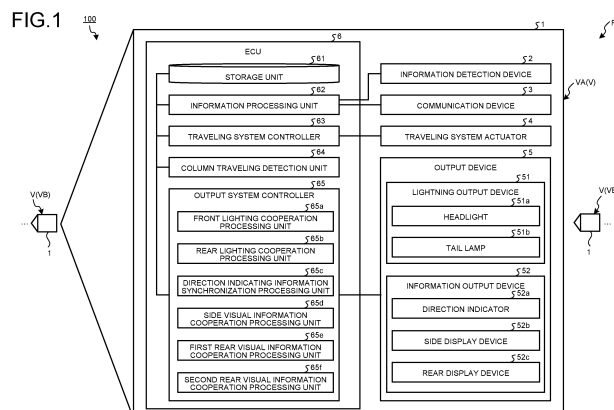 FIG.1
100
1
6
ECU
61
STORAGE UNIT
62
INFORMATION PROCESSING UNIT
63
TRAVELING SYSTEM CONTROLLER
64
COLUMN TRAVELING DETECTION UNIT
65
OUTPUT SYSTEM CONTROLLER
65a
FRONT LIGHTING COOPERATION
PROCESSING UNIT
65b
REAR LIGHTING COOPERATION
PROCESSING UNIT
65c
DIRECTION INDICATING INFORMATION
SYNCHRONIZATION PROCESSING UNIT
65d
SIDE VISUAL INFORMATION
COOPERATION PROCESSING UNIT
65e
FIRST REAR VISUAL INFORMATION
COOPERATION PROCESSING UNIT
65f
SECOND REAR VISUAL INFORMATION
COOPERATION PROCESSING UNIT
2
INFORMATION DETECTION DEVICE
3
COMMUNICATION DEVICE
4
TRAVELING SYSTEM ACTUATOR
5
OUTPUT DEVICE
51
LIGHTNING OUTPUT DEVICE
51a
HEADLIGHT
51b
TAIL LAMP
52
INFORMATION OUTPUT DEVICE
52a
DIRECTION INDICATOR
52b
SIDE DISPLAY DEVICE
52c
REAR DISPLAY DEVICE
VA(V)
V(VB)
...
1
V(VB
...
1